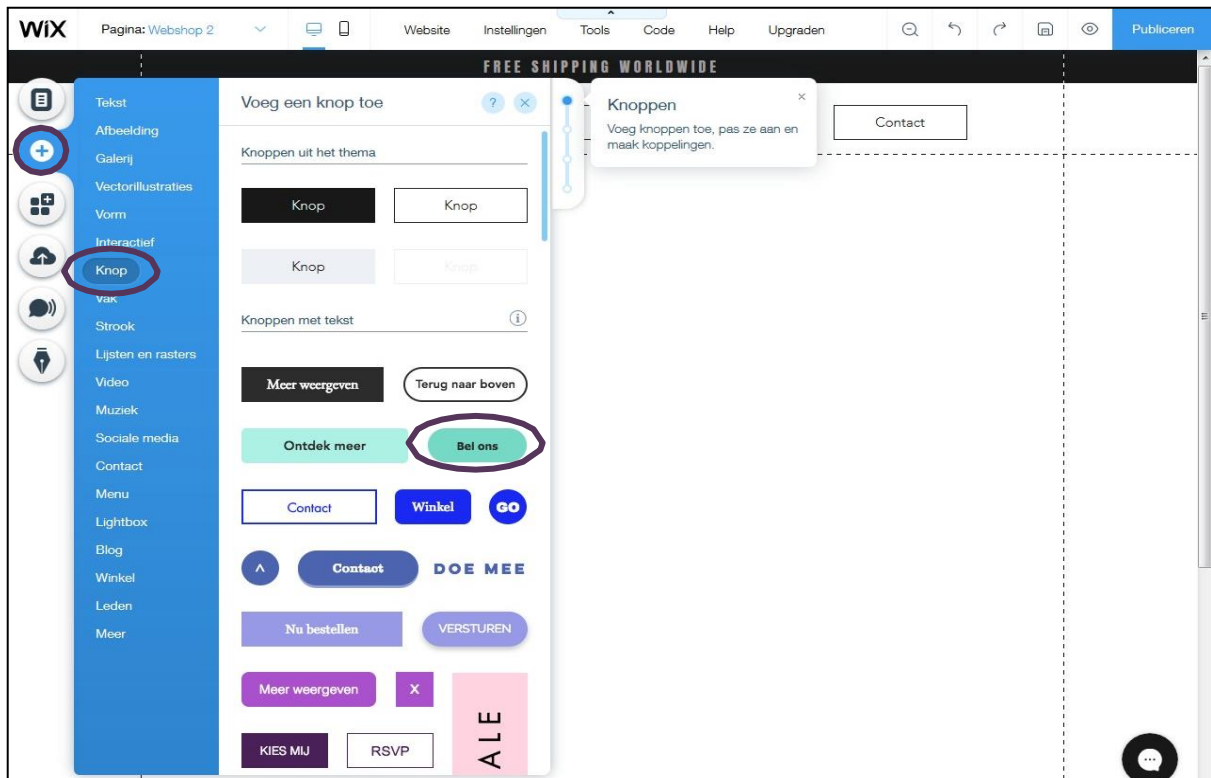 WiX
Pagina: Webshop 2
Website
Instellingen
Tools
Code
Help
Upgraden
Publiceren
FREE SHIPPING WORLDWIDE
Tekst
Afbeelding
Galerij
Vectorillustraties
Vorm
Interactief
Knop
Vak
Strook
Lijsten en rasters
Video
Muziek
Sociale media
Contact
Menu
Lightbox
Blog
Winkel
Leden
Meer
Voeg een knop toe
?
Knoppen uit het thema
Knop Knop
Knop Knop
Knoppen met tekst
Meer weergeven Terug naar boven
Ontdek meer Bel ons
Contact Winkel GO
Contact DOE MEE
Nu bestellen VERSTUREN
Meer weergeven X
KIES MIJ RSVP
ALE
Knoppen
Voeg knoppen toe, pas ze aan en
maak koppelingen.
Contact